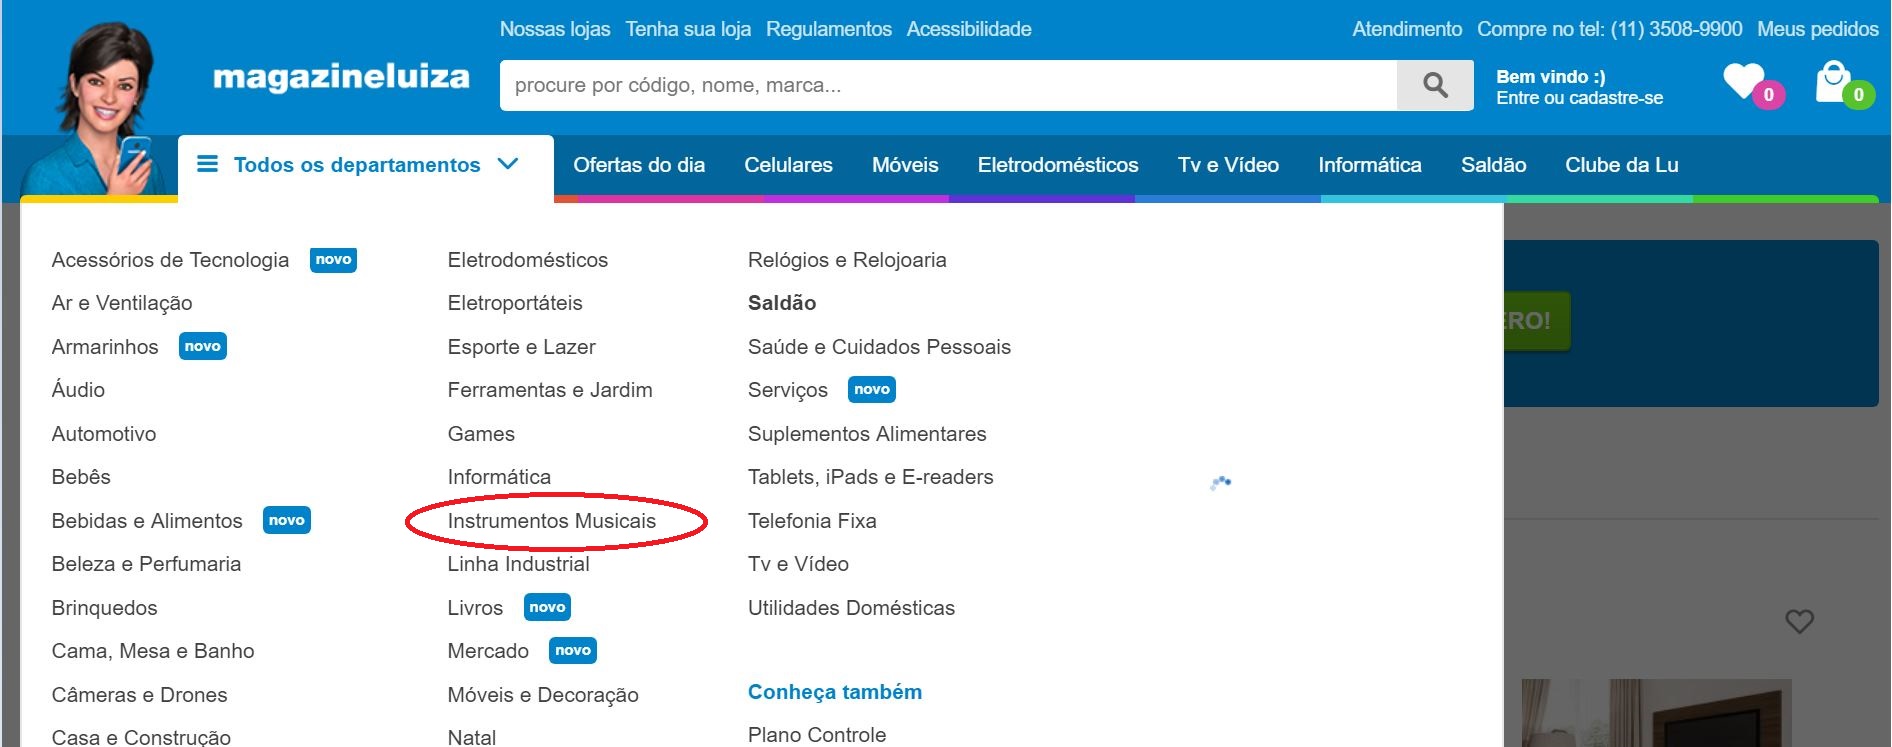 Nossas lojas Tenha sua loja Regulamentos Acessibilidade
Atendimento Compre no tel: (11) 3508-9900 Meus pedidos
magazineluiza
procure por código, nome, marca...
Bem vindo :)
Entre ou cadastre-se
0
0
Todos os departamentos
Ofertas do dia
Celulares
Móveis
Eletrodomésticos
Tv e Vídeo
Informática
Saldão
Clube da Lu
Acessórios de Tecnologia novo
Ar e Ventilação
Armarinhos novo
Áudio
Automotivo
Bebês
Bebidas e Alimentos novo
Beleza e Perfumaria
Brinquedos
Cama, Mesa e Banho
Câmeras e Drones
Casa e Construção
Eletrodomésticos
Eletroportáteis
Esporte e Lazer
Ferramentas e Jardim
Games
Informática
Instrumentos Musicais
Linha Industrial
Livros novo
Mercado novo
Móveis e Decoração
Natal
Relógios e Relojoaria
Saldão
Saúde e Cuidados Pessoais
Serviços novo
Suplementos Alimentares
Tablets, iPads e E-readers
Telefonia Fixa
Tv e Vídeo
Utilidades Domésticas
Conheça também
Plano Controle